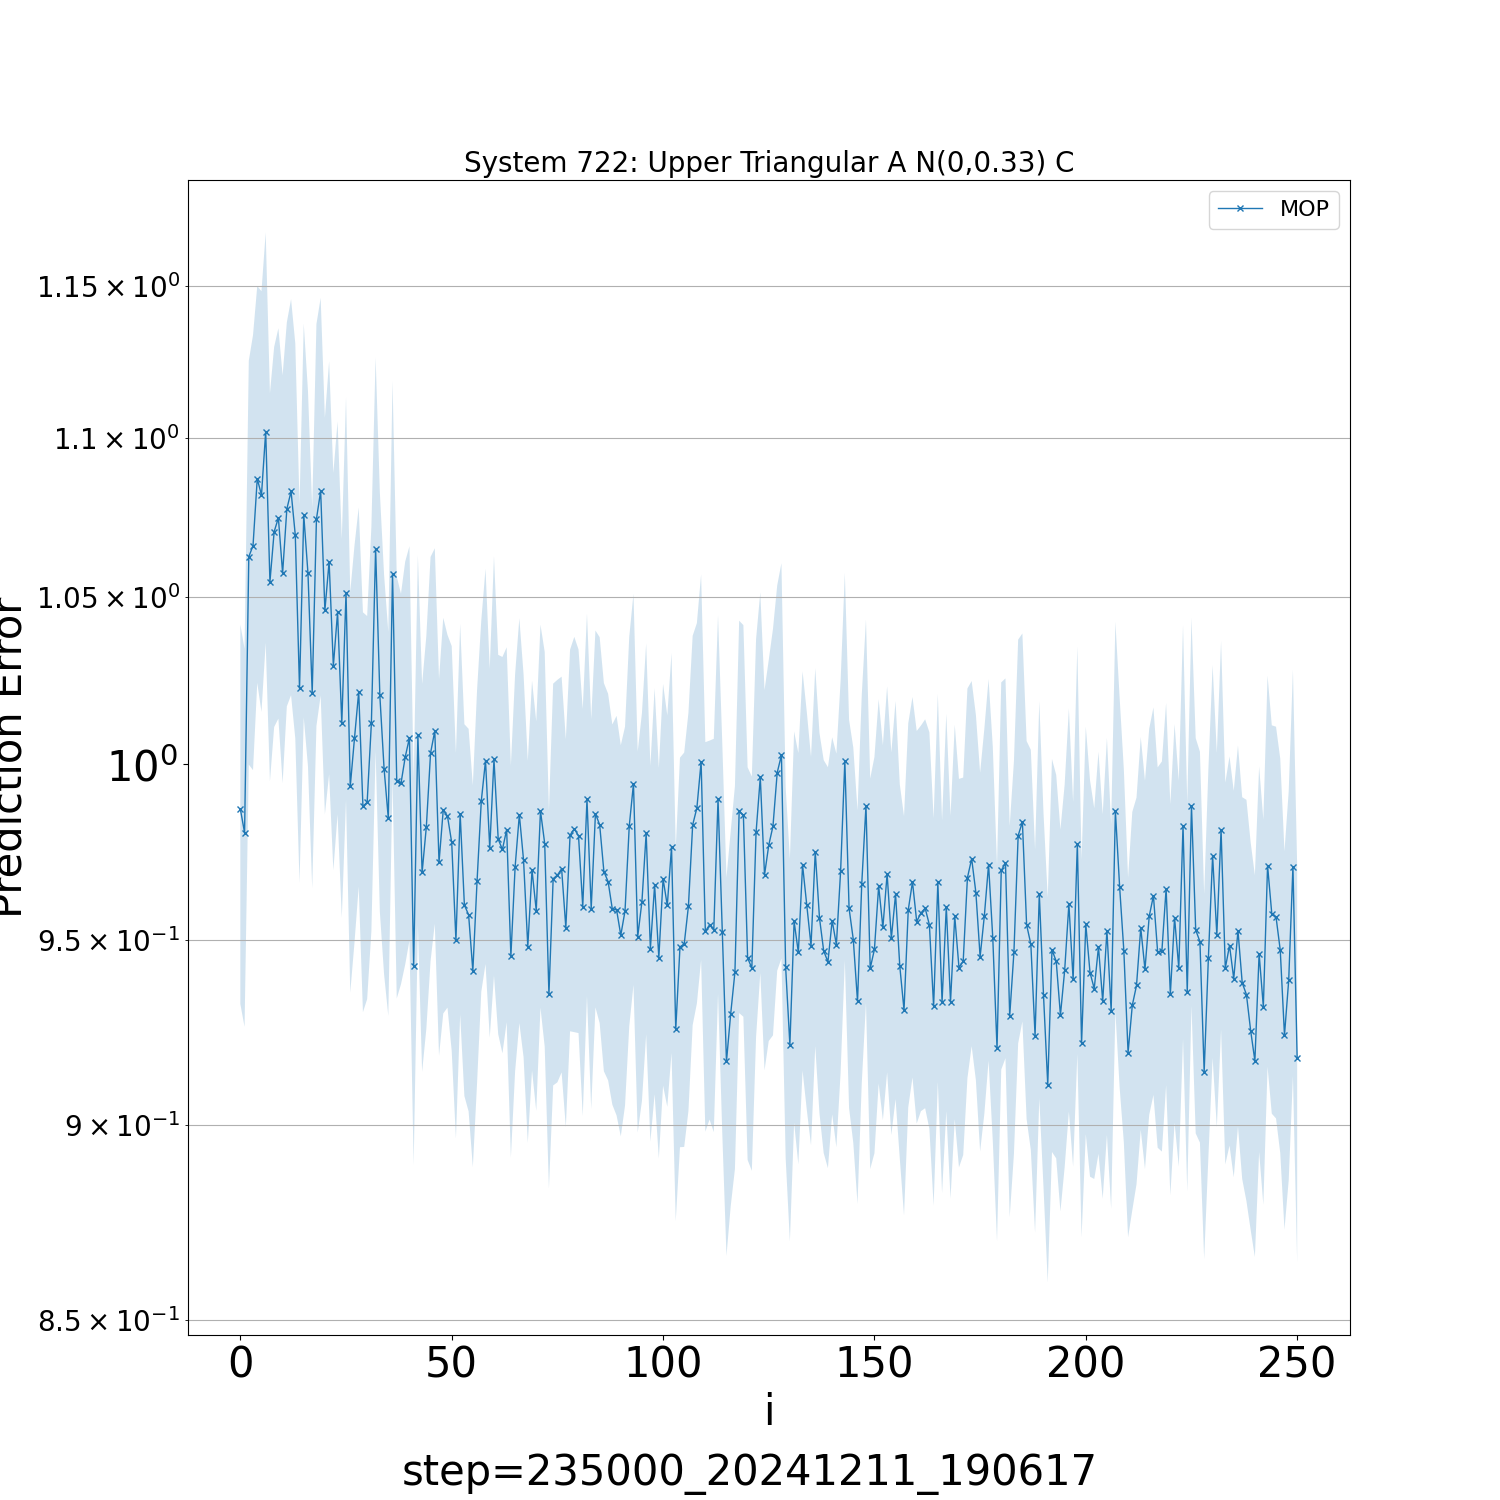 System 722: Upper Triangular A N(0,0.33) C
MOP
1.15 × 10⁰
1.1 × 10⁰
1.05 × 10⁰
10⁰
9.5 × 10⁻¹
9 × 10⁻¹
8.5 × 10⁻¹
Prediction Error
0 50 100 150 200 250
i
step=235000_20241211_190617